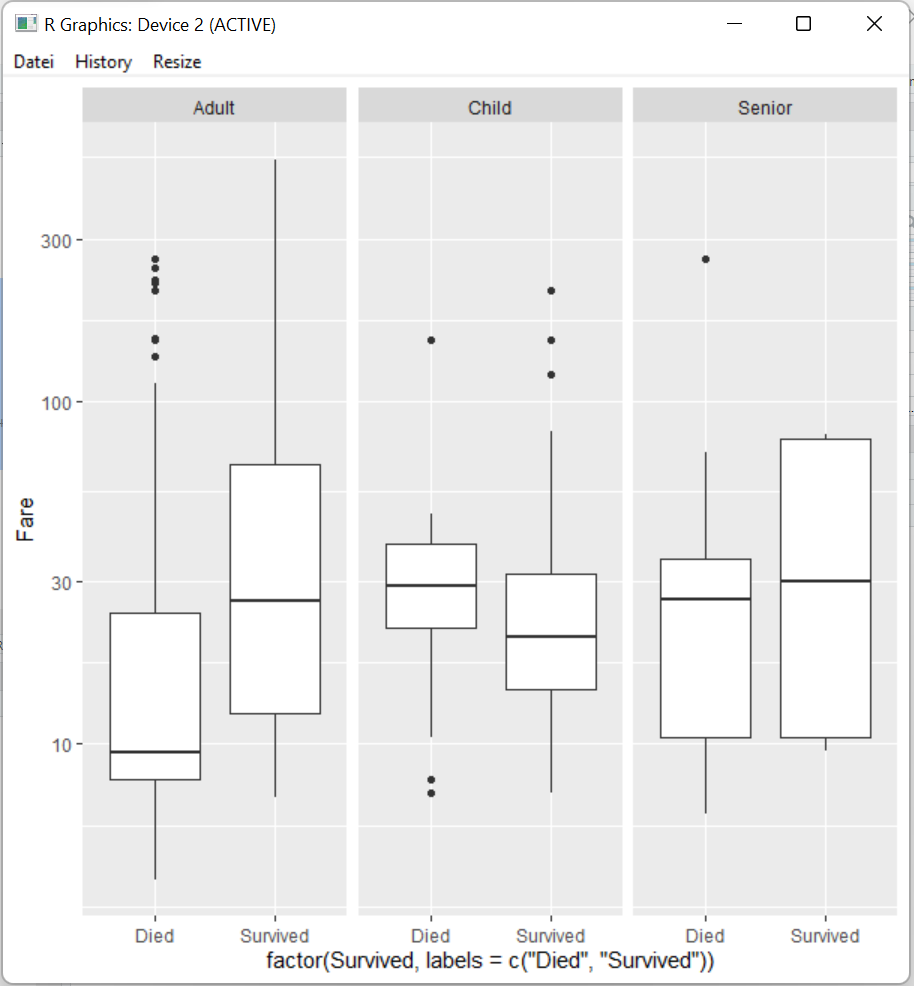 R Graphics: Device 2 (ACTIVE)
Datei History Resize
Adult Child Senior
300
100
30
10
Fare
Died Survived Died Survived Died Survived
factor(Survived, labels = c("Died", "Survived"))